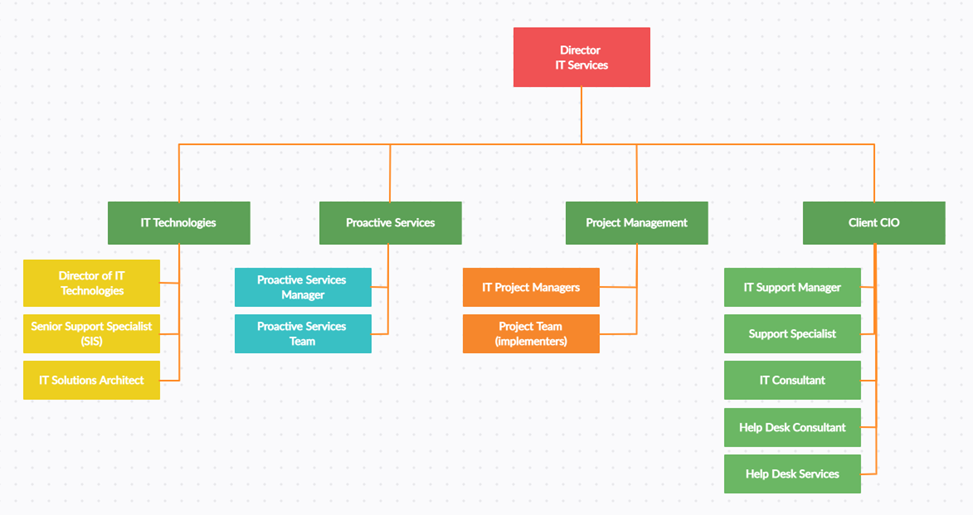 Director
IT Services
IT Technologies
Proactive Services
Project Management
Client CIO
Director of IT
Technologies
Senior Support Specialist
(SIS)
IT Solutions Architect
Proactive Services
Manager
Proactive Services
Team
IT Project Managers
Project Team
(implementers)
IT Support Manager
Support Specialist
IT Consultant
Help Desk Consultant
Help Desk Services